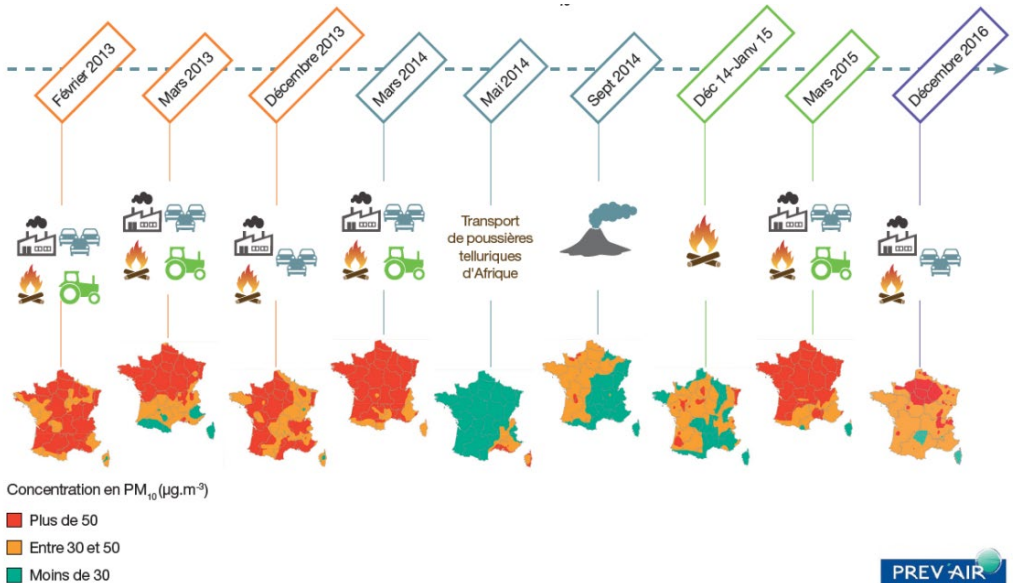 Février 2013
Mars 2013
Décembre 2013
Mars 2014
Mai 2014
Sept 2014
Déc 14-Janv 15
Mars 2015
Décembre 2016
Transport
de poussières
telluriques
d'Afrique
Concentration en PM₁₀ (µg.m⁻³)
Plus de 50
Entre 30 et 50
Moins de 30
PREV'AIR